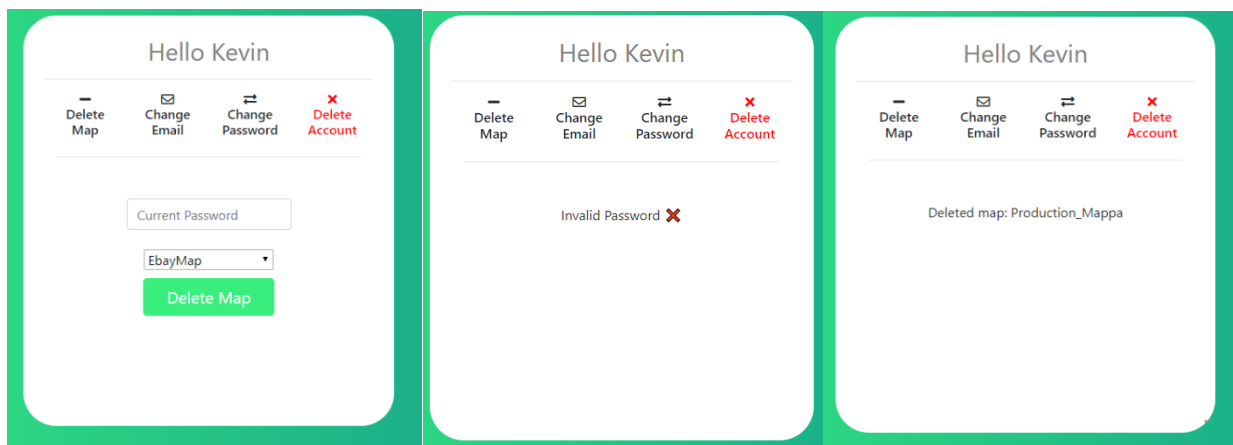 Hello Kevin
Delete Map
Change Email
Change Password
Delete Account
Current Password
EbayMap
Delete Map
Hello Kevin
Delete Map
Change Email
Change Password
Delete Account
Invalid Password
Hello Kevin
Delete Map
Change Email
Change Password
Delete Account
Deleted map: Production_Mappa